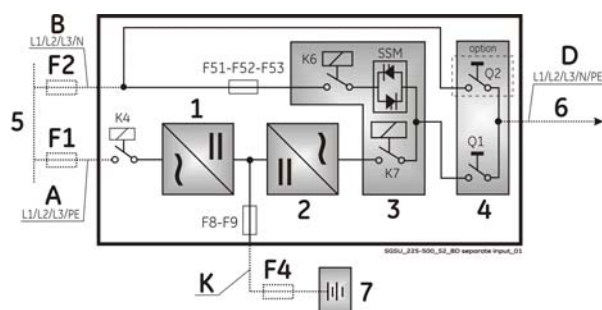 B
L1/L2/L3/N
F2
F51-F52-F53
K6
SSM
option
Q2
D
L1/L2/L3/N/PE
5
F1
K4
1
6
Q1
A
L1/L2/L3/PE
K7
2
3
4
F8-F9
SGSU_225-500_S2_BD separate input_01
K
F4
7